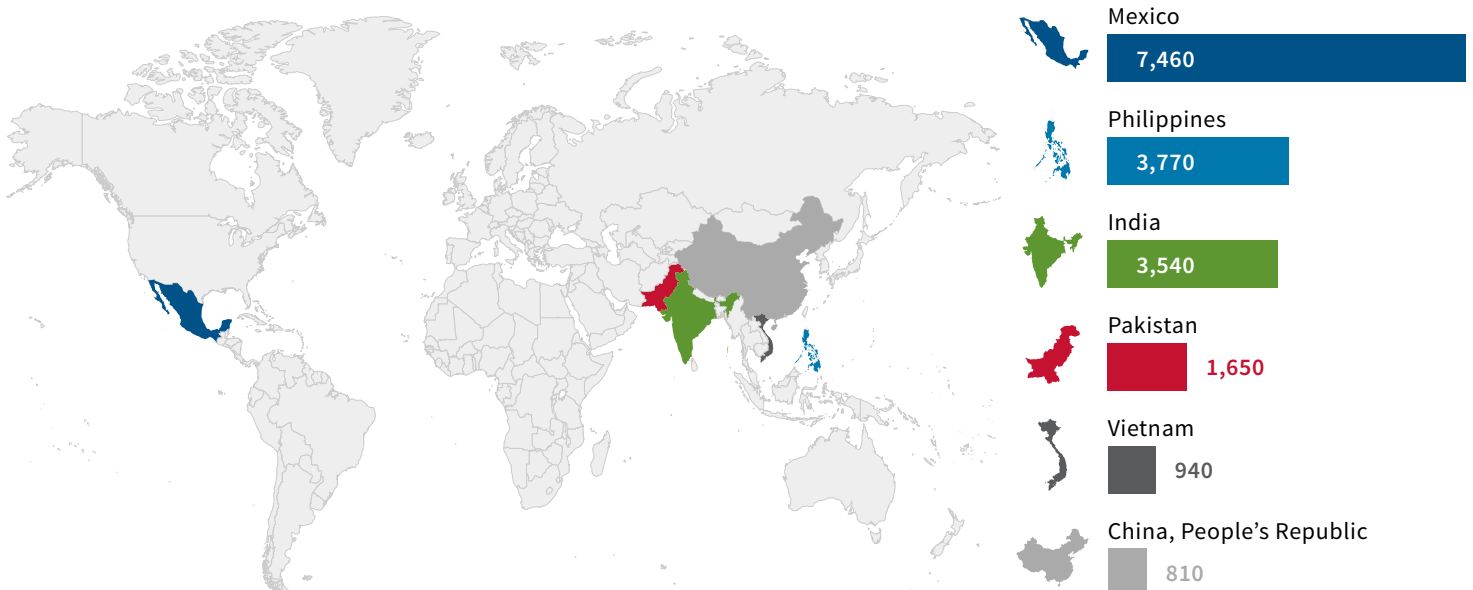 Mexico
7,460
Philippines
3,770
India
3,540
Pakistan
1,650
Vietnam
940
China, People’s Republic
810